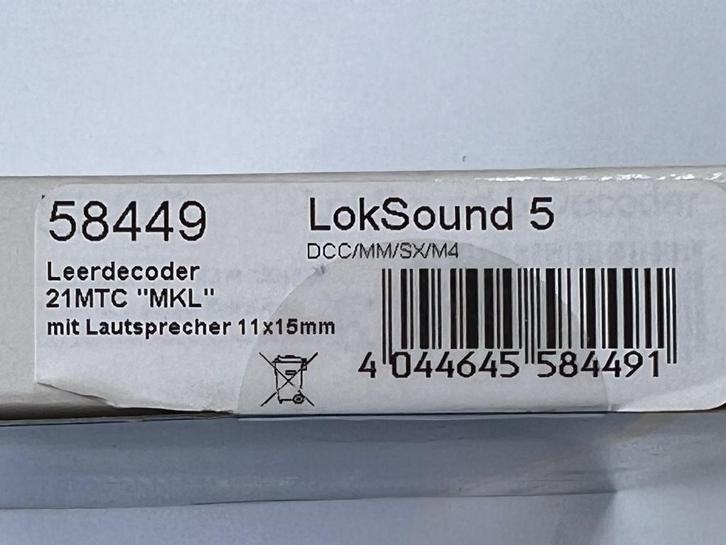 58449
LokSound 5
DCC/MM/SX/M4
Leerdecoder
21MTC "MKL"
mit Lautsprecher 11x15mm
4 044645 584491